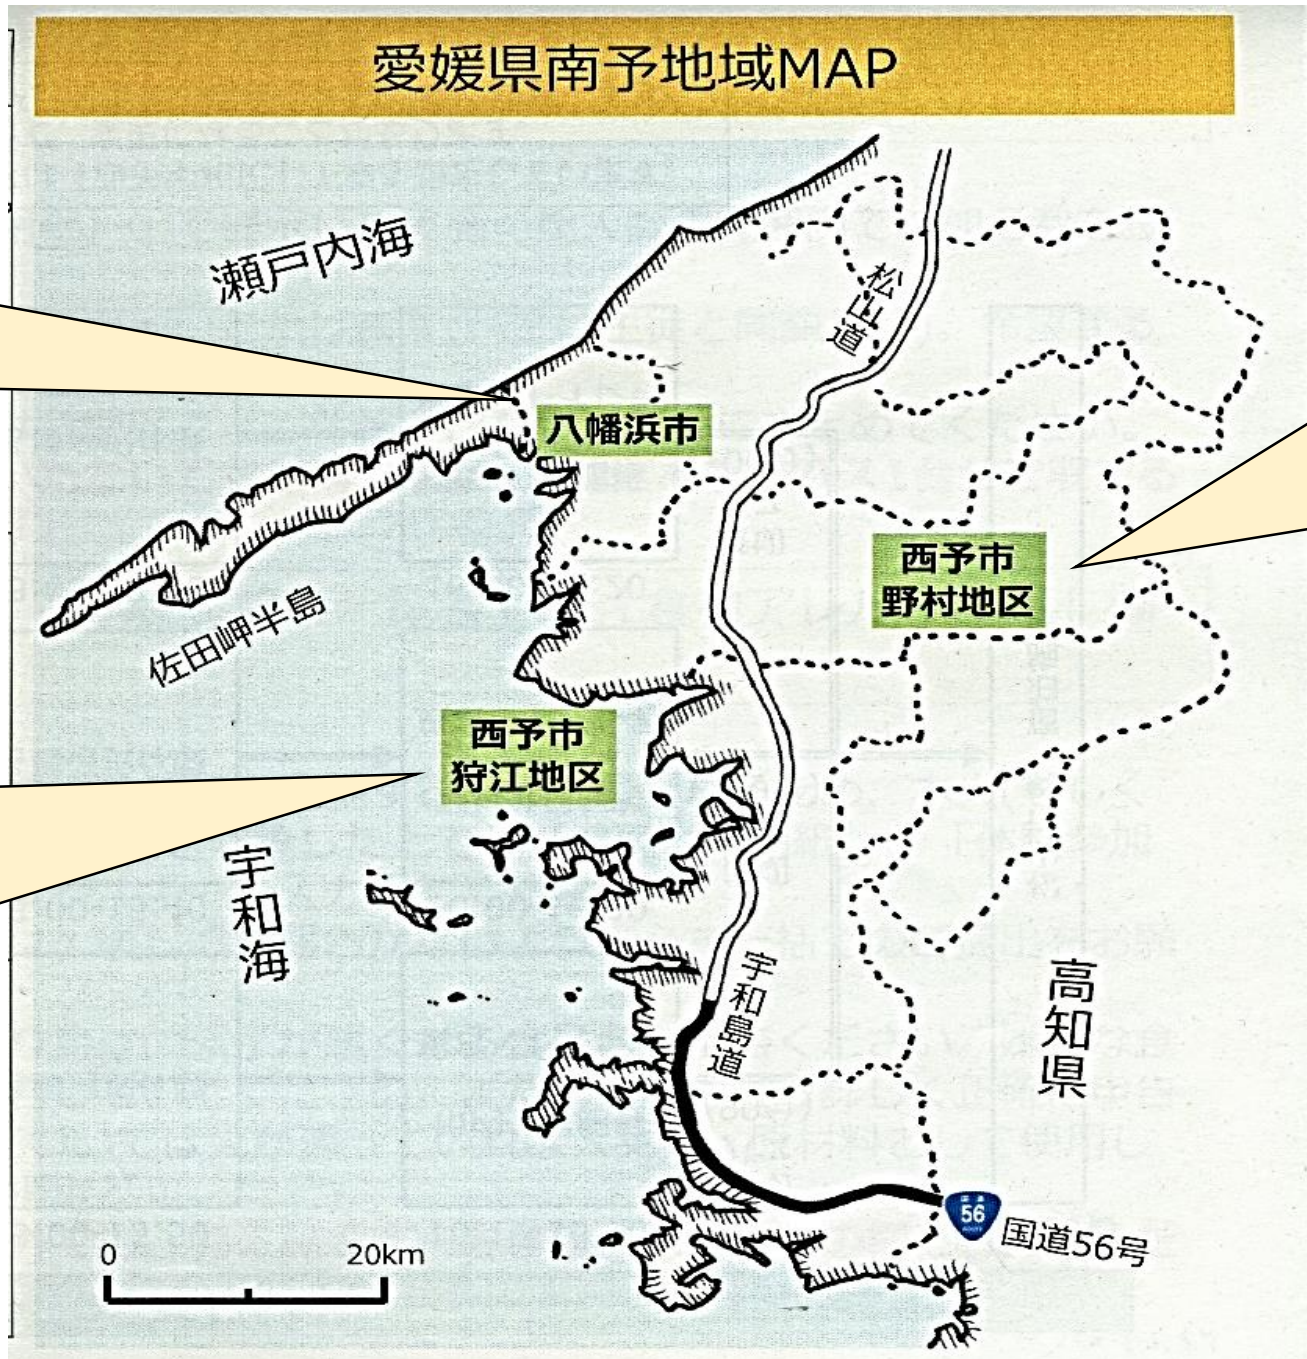 愛媛県南予地域MAP
瀬戸内海
松山道
八幡浜市
西予市
野村地区
佐田岬半島
西予市
狩江地区
宇和海
宇和島道
高知県
56
国道56号
0 20km